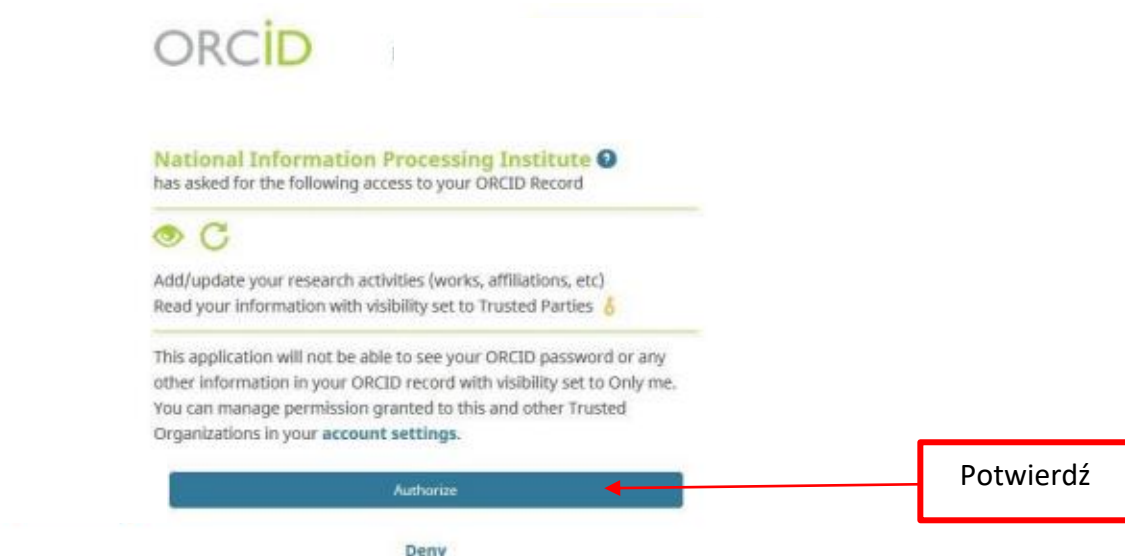 ORCID
National Information Processing Institute ?
has asked for the following access to your ORCID Record
Add/update your research activities (works, affiliations, etc)
Read your information with visibility set to Trusted Parties
This application will not be able to see your ORCID password or any
other information in your ORCID record with visibility set to Only me.
You can manage permission granted to this and other Trusted
Organizations in your account settings.
Authorize
Potwierdź
Deny